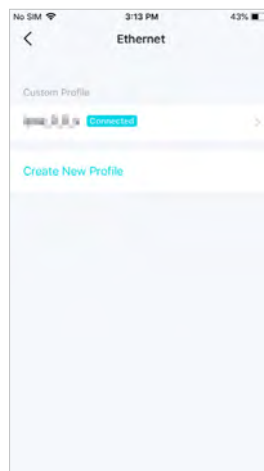 No SIM 3:13 PM 43%
Ethernet
Custom Profile
Connected
Create New Profile